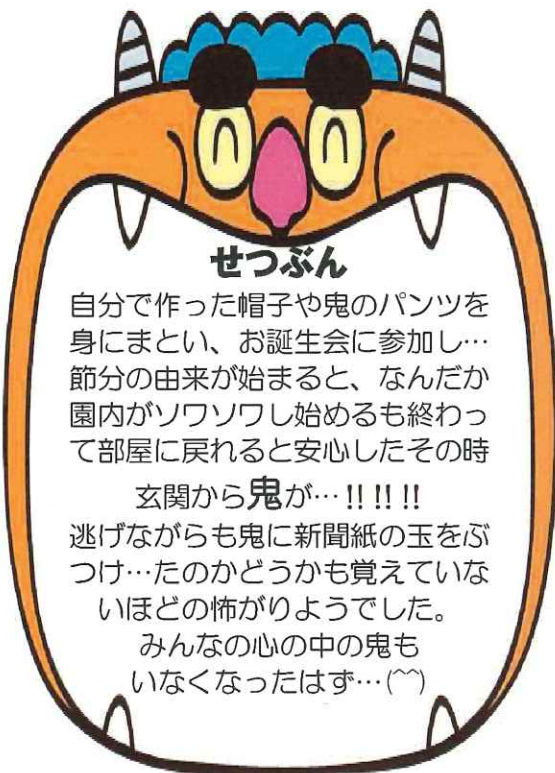 せつぶん
自分で作った帽子や鬼のパンツを
身にまとい、お誕生会に参加し…
節分の由来が始まると、なんだか
園内がソワソワし始めるも終わっ
て部屋に戻れると安心したその時
玄関から鬼が…!!!!!!
逃げながらも鬼に新聞紙の玉をぶ
つけ…たのかどうかも覚えていな
いほどの怖がりようでした。
みんなの心の中の鬼も
いなくなったはず…(^^)